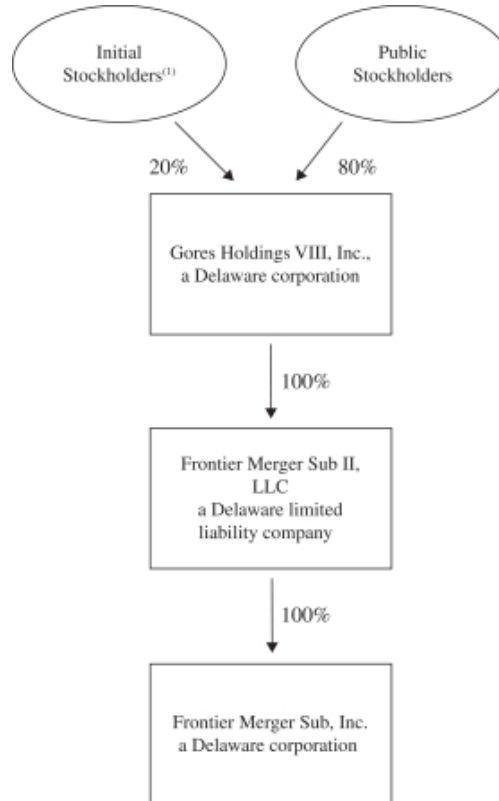 Initial
Stockholders(1)
Public
Stockholders
20%
80%
Gores Holdings VIII, Inc.,
a Delaware corporation
100%
Frontier Merger Sub II,
LLC
a Delaware limited
liability company
100%
Frontier Merger Sub, Inc.
a Delaware corporation